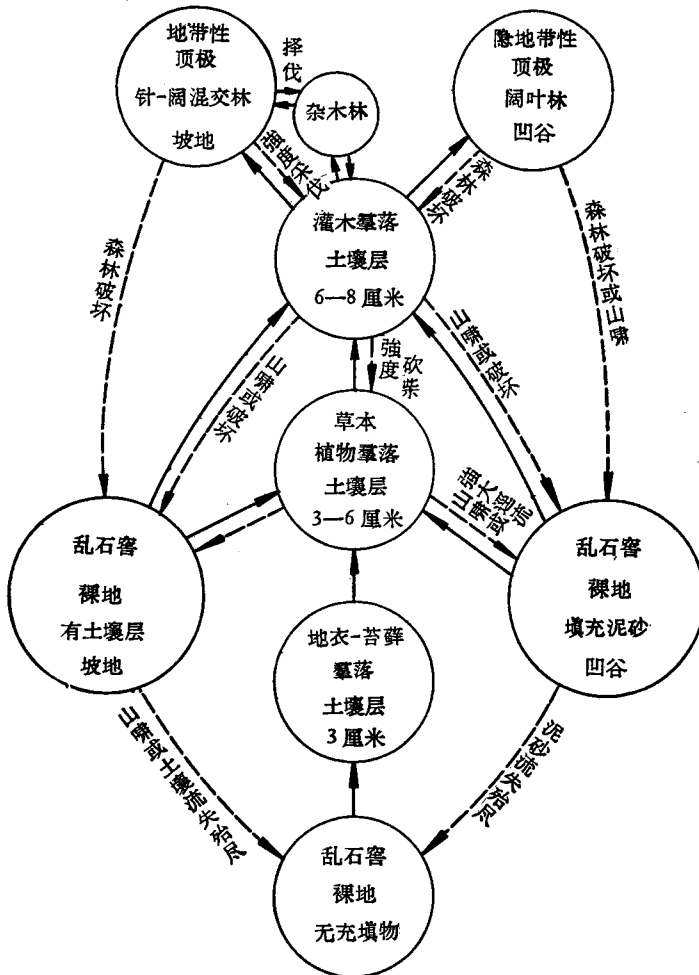 地带性
顶极
针-阔混交林
坡地
择伐
杂木林
隐地带性
顶极
阔叶林
凹谷
强度采伐
森林破坏
灌木羣落
土壤层
6—8 厘米
森林破坏
森林破坏或山啸
山啸或破坏
強度砍柴
山啸或破坏
草本
植物羣落
土壤层
3—6 厘米
強大迳流
山啸或
乱石窖
裸地
有土壤层
坡地
乱石窖
裸地
填充泥砂
凹谷
地衣-苔藓
羣落
土壤层
3 厘米
山啸或土壤流失殆尽
泥砂流失殆尽
乱石窖
裸地
无充填物